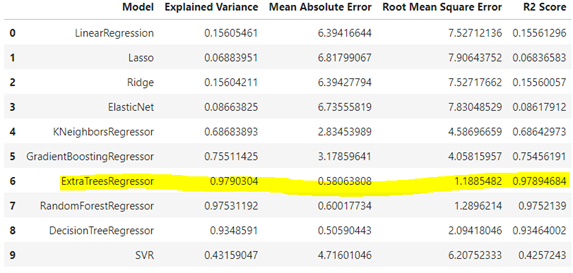 Model Explained Variance Mean Absolute Error Root Mean Square Error R2 Score
0 LinearRegression 0.15605461 6.39416644 7.52712136 0.15561296
1 Lasso 0.06883951 6.81799067 7.90643752 0.06836583
2 Ridge 0.15604211 6.39427794 7.52717662 0.15560057
3 ElasticNet 0.08663825 6.73555819 7.83048529 0.08617912
4 KNeighborsRegressor 0.68683893 2.83453989 4.58696659 0.68642973
5 GradientBoostingRegressor 0.75511425 3.17859641 4.05815957 0.75456191
6 ExtraTreesRegressor 0.9790304 0.58063808 1.1885482 0.97894684
7 RandomForestRegressor 0.97531192 0.60017734 1.2896214 0.9752139
8 DecisionTreeRegressor 0.9348591 0.50590443 2.09418046 0.93464002
9 SVR 0.43159047 4.71601046 6.20752333 0.4257243